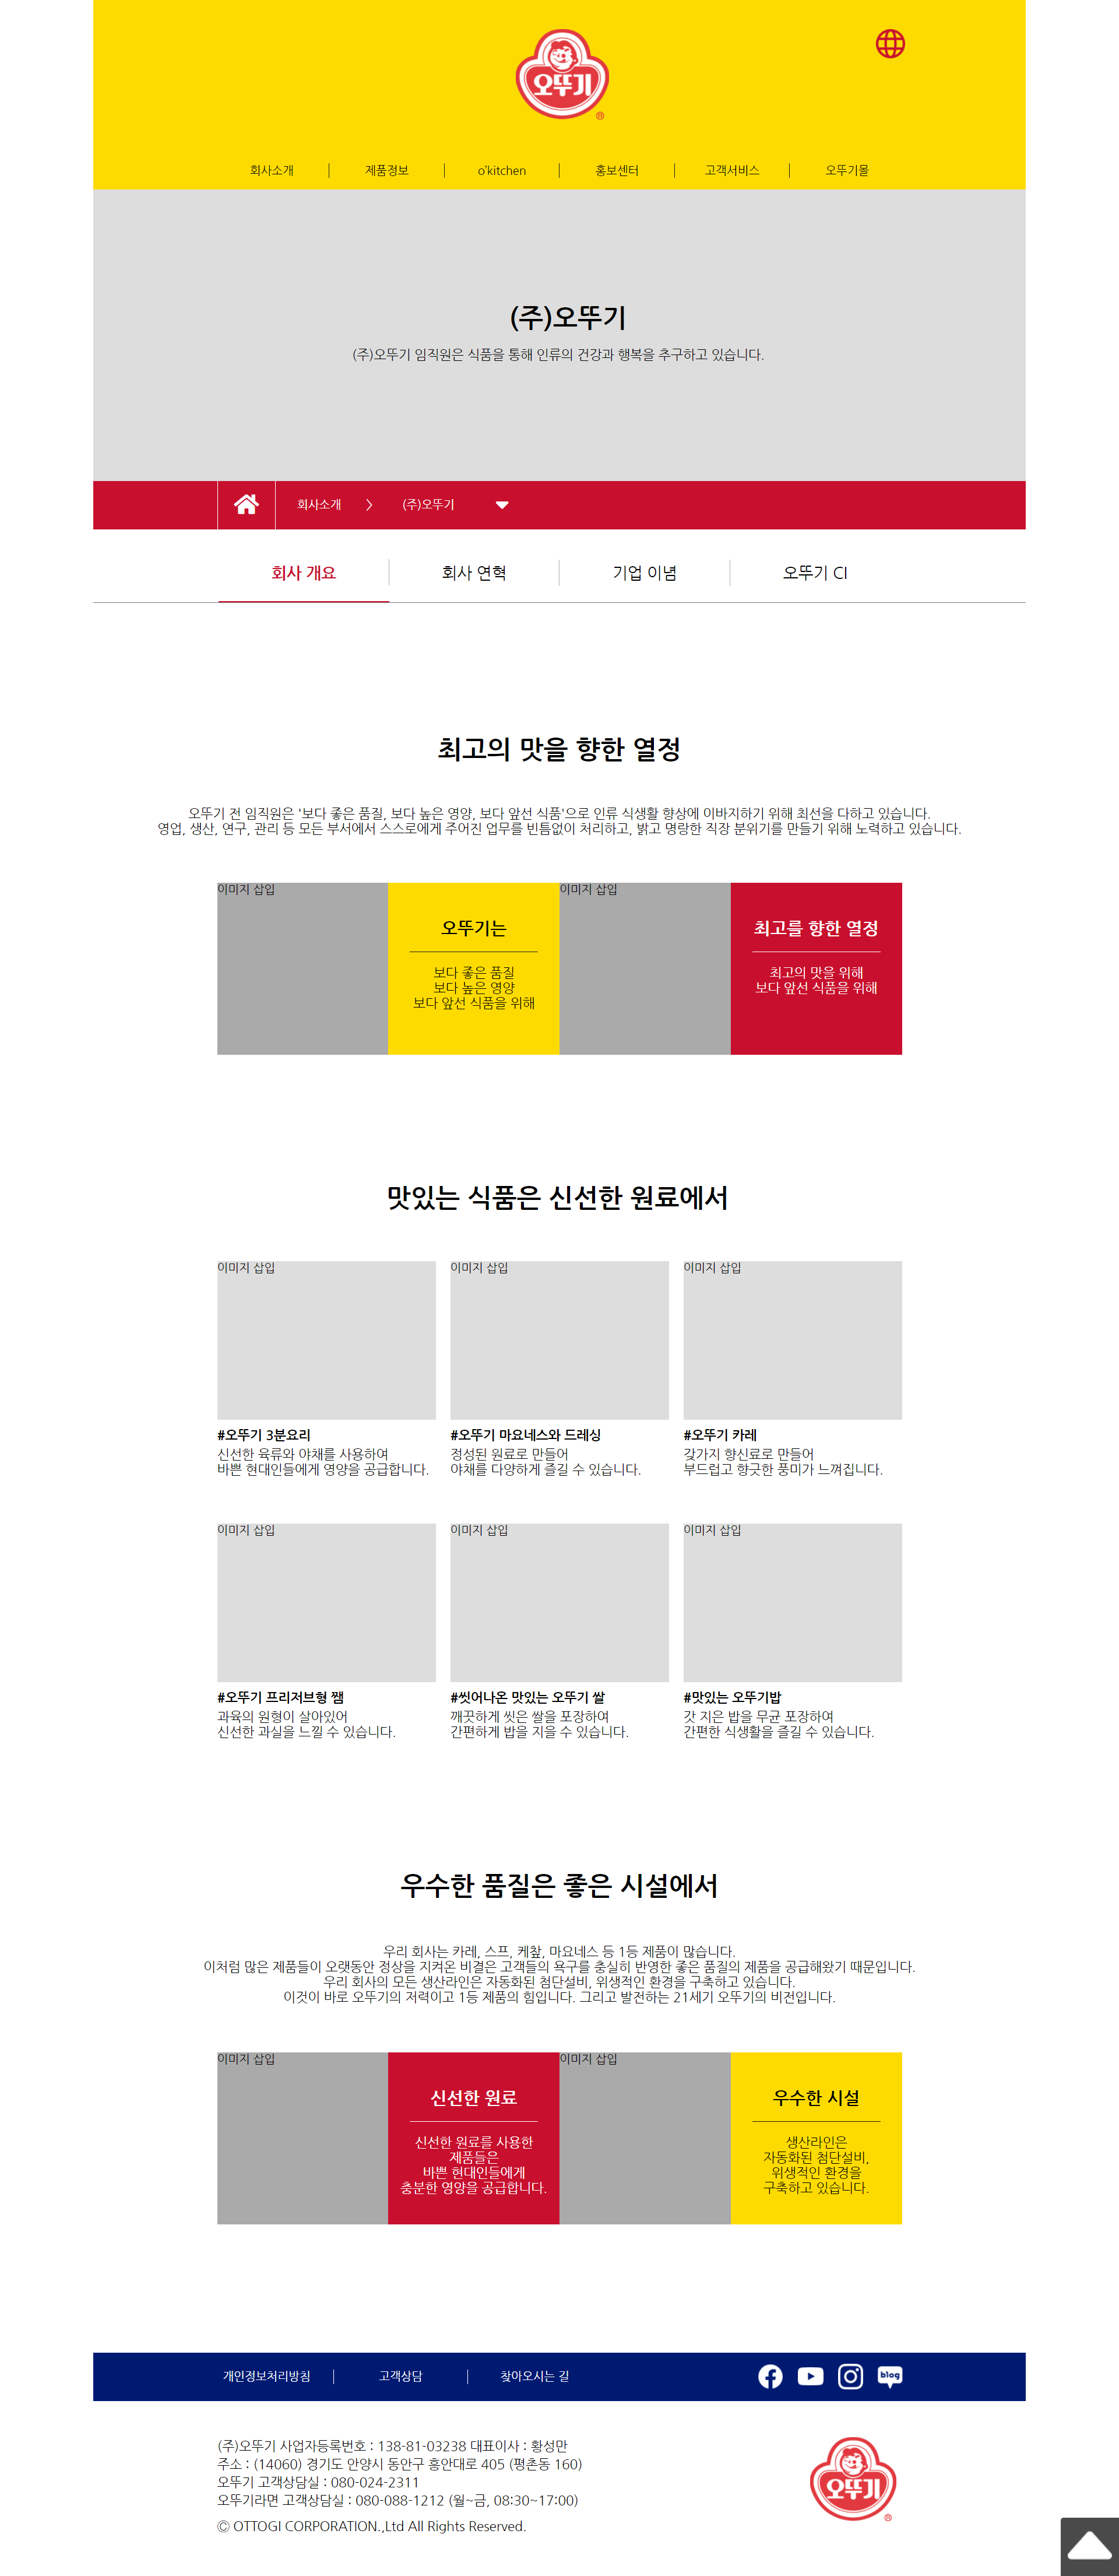 오뚜기
®
회사소개
제품정보
o'kitchen
홍보센터
고객서비스
오뚜기몰
(주)오뚜기
(주)오뚜기 임직원은 식품을 통해 인류의 건강과 행복을 추구하고 있습니다.
회사소개 > (주)오뚜기
회사 개요
회사 연혁
기업 이념
오뚜기 CI
최고의 맛을 향한 열정
오뚜기 전 임직원은 '보다 좋은 품질, 보다 높은 영양, 보다 앞선 식품'으로 인류 식생활 향상에 이바지하기 위해 최선을 다하고 있습니다.
영업, 생산, 연구, 관리 등 모든 부서에서 스스로에게 주어진 업무를 빈틈없이 처리하고, 밝고 명랑한 직장 분위기를 만들기 위해 노력하고 있습니다.
이미지 삽입
오뚜기는
보다 좋은 품질
보다 높은 영양
보다 앞선 식품을 위해
이미지 삽입
최고를 향한 열정
최고의 맛을 위해
보다 앞선 식품을 위해
맛있는 식품은 신선한 원료에서
이미지 삽입
#오뚜기 3분요리
신선한 육류와 야채를 사용하여
바쁜 현대인들에게 영양을 공급합니다.
이미지 삽입
#오뚜기 마요네스와 드레싱
정성된 원료로 만들어
야채를 다양하게 즐길 수 있습니다.
이미지 삽입
#오뚜기 카레
갖가지 향신료로 만들어
부드럽고 향긋한 풍미가 느껴집니다.
이미지 삽입
#오뚜기 프리저브형 쨈
과육의 원형이 살아있어
신선한 과실을 느낄 수 있습니다.
이미지 삽입
#씻어나온 맛있는 오뚜기 쌀
깨끗하게 씻은 쌀을 포장하여
간편하게 밥을 지을 수 있습니다.
이미지 삽입
#맛있는 오뚜기밥
갓 지은 밥을 무균 포장하여
간편한 식생활을 즐길 수 있습니다.
우수한 품질은 좋은 시설에서
우리 회사는 카레, 스프, 케챂, 마요네스 등 1등 제품이 많습니다.
이처럼 많은 제품들이 오랫동안 정상을 지켜온 비결은 고객들의 욕구를 충실히 반영한 좋은 품질의 제품을 공급해왔기 때문입니다.
우리 회사의 모든 생산라인은 자동화된 첨단설비, 위생적인 환경을 구축하고 있습니다.
이것이 바로 오뚜기의 저력이고 1등 제품의 힘입니다. 그리고 발전하는 21세기 오뚜기의 비전입니다.
이미지 삽입
신선한 원료
신선한 원료를 사용한
제품들은
바쁜 현대인들에게
충분한 영양을 공급합니다.
이미지 삽입
우수한 시설
생산라인은
자동화된 첨단설비,
위생적인 환경을
구축하고 있습니다.
개인정보처리방침
고객상담
찾아오시는 길
blog
(주)오뚜기 사업자등록번호 : 138-81-03238 대표이사 : 황성만
주소 : (14060) 경기도 안양시 동안구 흥안대로 405 (평촌동 160)
오뚜기 고객상담실 : 080-024-2311
오뚜기라면 고객상담실 : 080-088-1212 (월~금, 08:30~17:00)
Ⓒ OTTOGI CORPORATION.,Ltd All Rights Reserved.
오뚜기
®